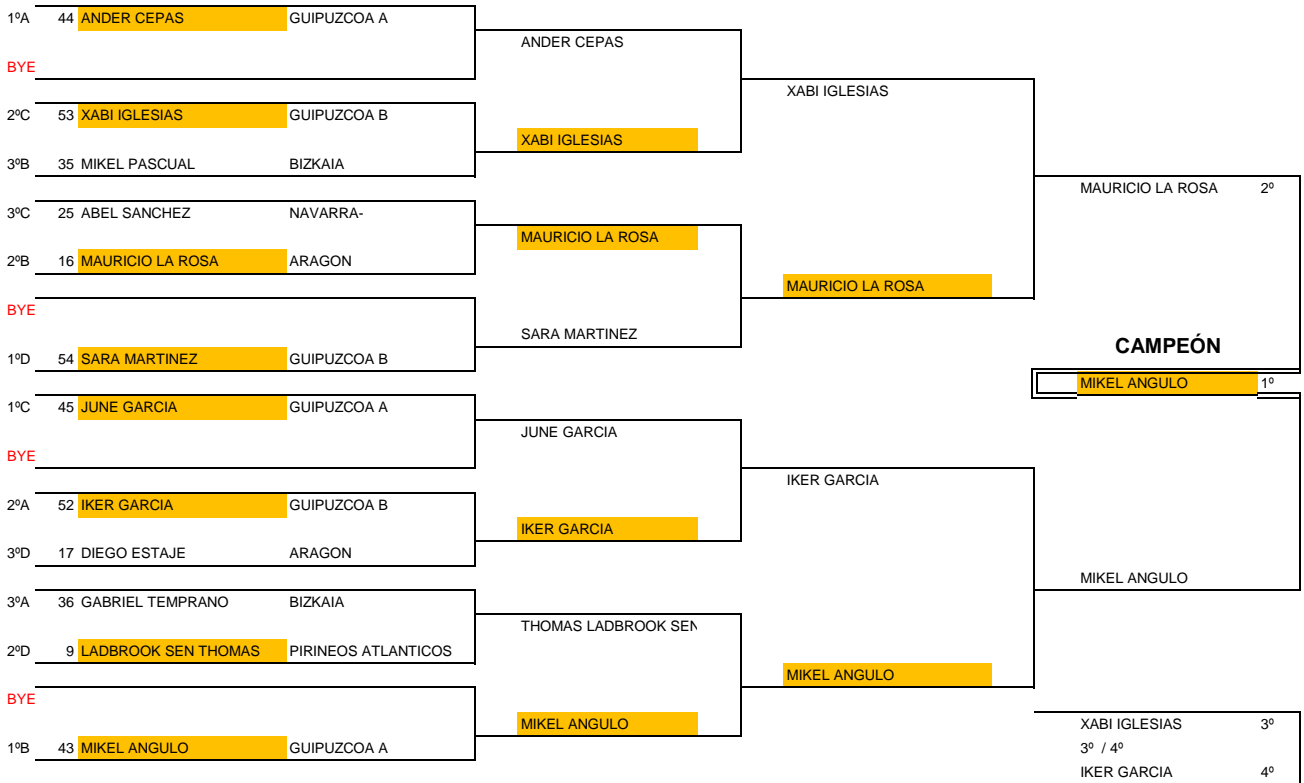 1ºA 44 ANDER CEPAS GUIPUZCOA A
ANDER CEPAS
BYE
XABI IGLESIAS
2ºC 53 XABI IGLESIAS GUIPUZCOA B
XABI IGLESIAS
3ºB 35 MIKEL PASCUAL BIZKAIA
MAURICIO LA ROSA 2º
3ºC 25 ABEL SANCHEZ NAVARRA-
MAURICIO LA ROSA
2ºB 16 MAURICIO LA ROSA ARAGON
MAURICIO LA ROSA
BYE
SARA MARTINEZ
CAMPEÓN
1ºD 54 SARA MARTINEZ GUIPUZCOA B
MIKEL ANGULO 1º
1ºC 45 JUNE GARCIA GUIPUZCOA A
JUNE GARCIA
BYE
IKER GARCIA
2ºA 52 IKER GARCIA GUIPUZCOA B
IKER GARCIA
3ºD 17 DIEGO ESTAJE ARAGON
MIKEL ANGULO
3ºA 36 GABRIEL TEMPRANO BIZKAIA
THOMAS LADBROOK SEN
2ºD 9 LADBROOK SEN THOMAS PIRINEOS ATLANTICOS
MIKEL ANGULO
BYE
MIKEL ANGULO
XABI IGLESIAS 3º
1ºB 43 MIKEL ANGULO GUIPUZCOA A
3º / 4º
IKER GARCIA 4º